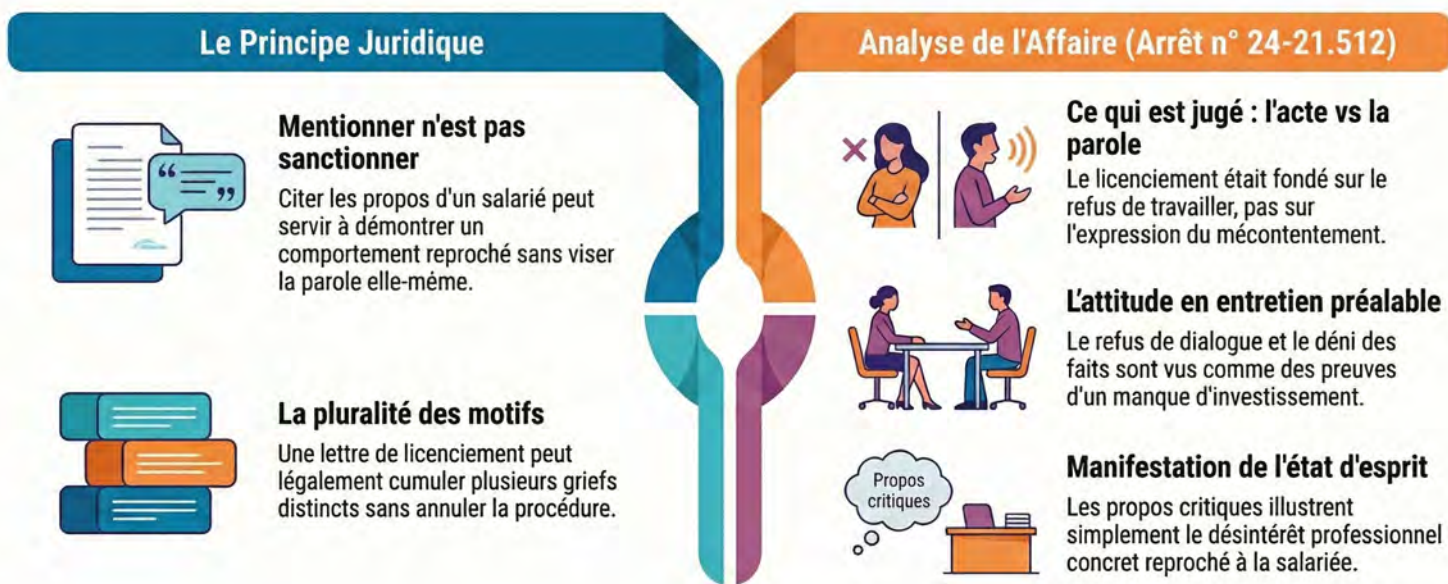 Le Principe Juridique
Mentionner n'est pas
sanctionner
Citer les propos d'un salarié peut
servir à démontrer un
comportement reproché sans viser
la parole elle-même.
La pluralité des motifs
Une lettre de licenciement peut
légalement cumuler plusieurs griefs
distincts sans annuler la procédure.
Analyse de l'Affaire (Arrêt n° 24-21.512)
Ce qui est jugé : l'acte vs la
parole
Le licenciement était fondé sur le
refus de travailler, pas sur
l'expression du mécontentement.
L'attitude en entretien préalable
Le refus de dialogue et le déni des
faits sont vus comme des preuves
d'un manque d'investissement.
Propos
critiques
Manifestation de l'état d'esprit
Les propos critiques illustrent
simplement le désintérêt professionnel
concret reproché à la salariée.